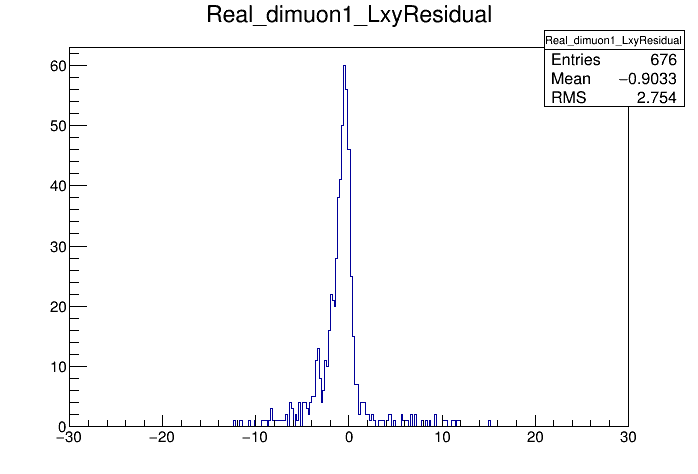 Real_dimuon1_LxyResidual
Real_dimuon1_LxyResidual
Entries 676
Mean −0.9033
RMS 2.754
60
50
40
30
20
10
0
−30 −20 −10 0 10 20 30